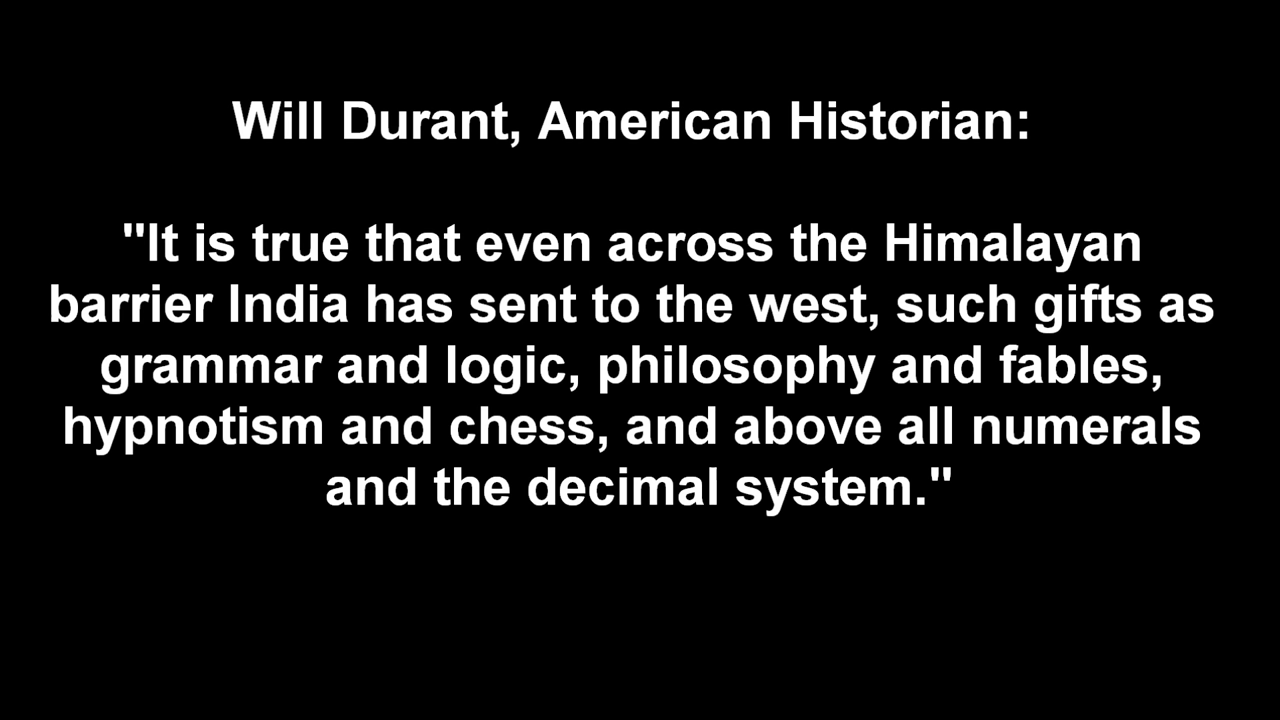 Will Durant, American Historian:
"It is true that even across the Himalayan
barrier India has sent to the west, such gifts as
grammar and logic, philosophy and fables,
hypnotism and chess, and above all numerals
and the decimal system."